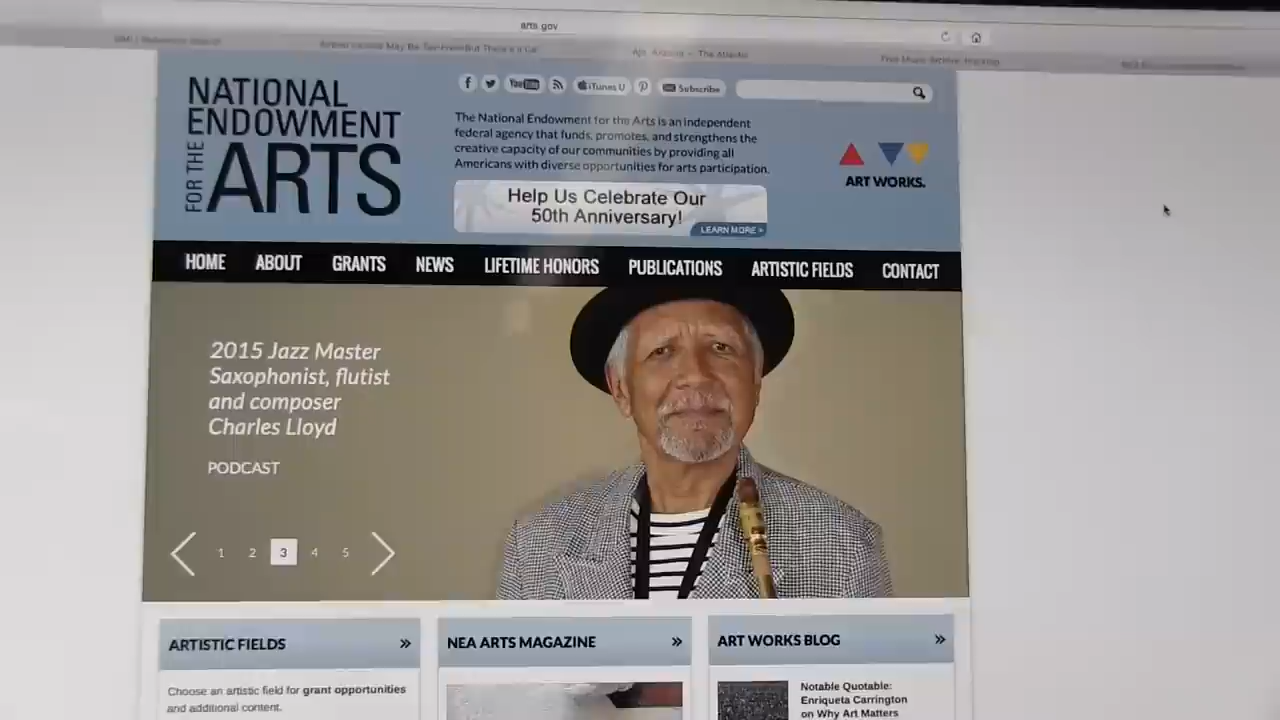 arts.gov
NATIONAL
ENDOWMENT
FOR THE
ARTS
YouTube
iTunes U
Subscribe
The National Endowment for the Arts is an independent
federal agency that funds, promotes, and strengthens the
creative capacity of our communities by providing all
Americans with diverse opportunities for arts participation.
Help Us Celebrate Our
50th Anniversary!
LEARN MORE >
ART WORKS.
HOME ABOUT GRANTS NEWS LIFETIME HONORS PUBLICATIONS ARTISTIC FIELDS CONTACT
2015 Jazz Master
Saxophonist, flutist
and composer
Charles Lloyd
PODCAST
1 2 3 4 5
ARTISTIC FIELDS »
Choose an artistic field for grant opportunities
and additional content.
NEA ARTS MAGAZINE »
ART WORKS BLOG »
Notable Quotable:
Enriqueta Carrington
on Why Art Matters